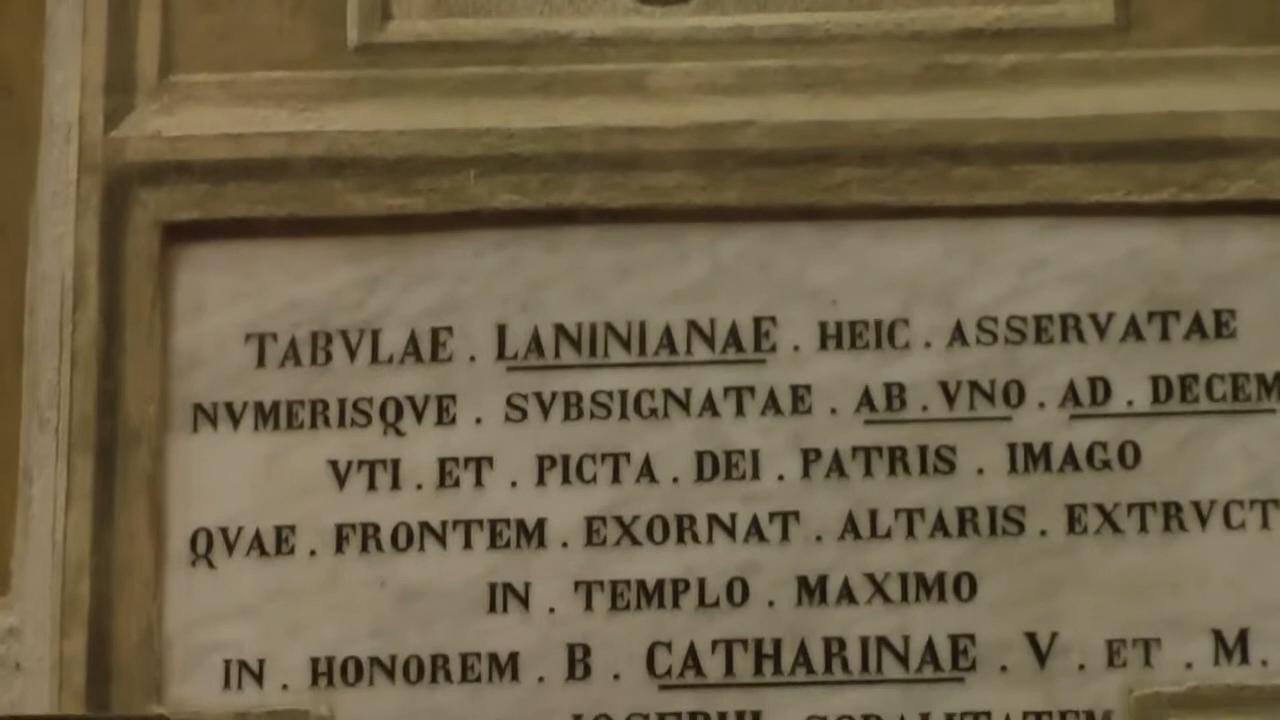 TABVLAE . LANINIANAE . HEIC . ASSERVATAE
NVMERISQVE . SVBSIGNATAE . AB . VNO . AD . DECEM
VTI . ET . PICTA . DEI . PATRIS . IMAGO
QVAE . FRONTEM . EXORNAT . ALTARIS . EXTRVCT
IN . TEMPLO . MAXIMO
IN . HONOREM . B . CATHARINAE . V . ET . M .